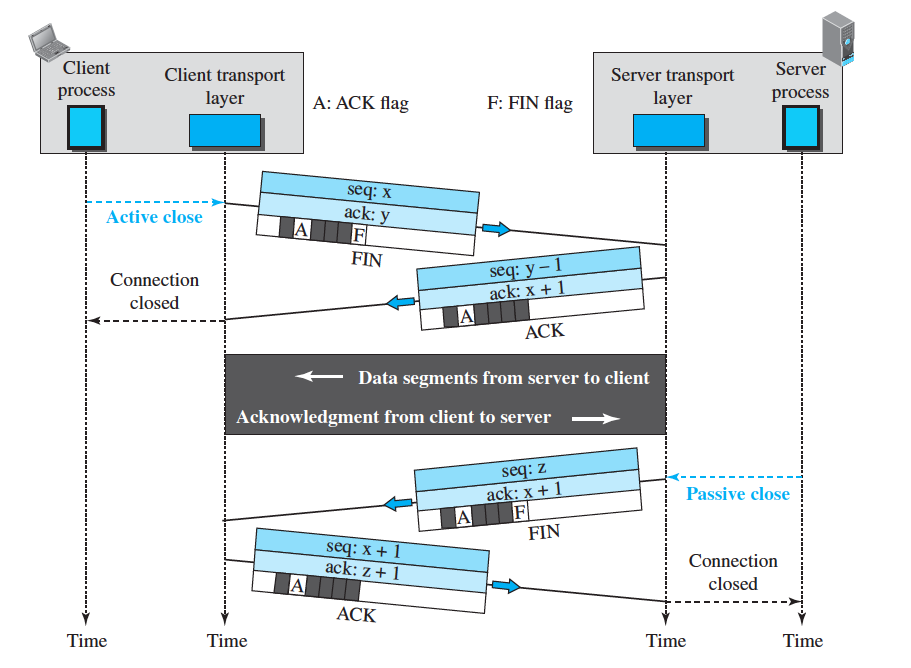 Client
process
Client transport
layer
A: ACK flag
F: FIN flag
Server transport
layer
Server
process
Active close
seq: x
ack: y
A
F
FIN
Connection
closed
seq: y – 1
ack: x + 1
A
ACK
Data segments from server to client
Acknowledgment from client to server
seq: z
ack: x + 1
A
F
FIN
Passive close
seq: x + 1
ack: z + 1
A
ACK
Connection
closed
Time
Time
Time
Time